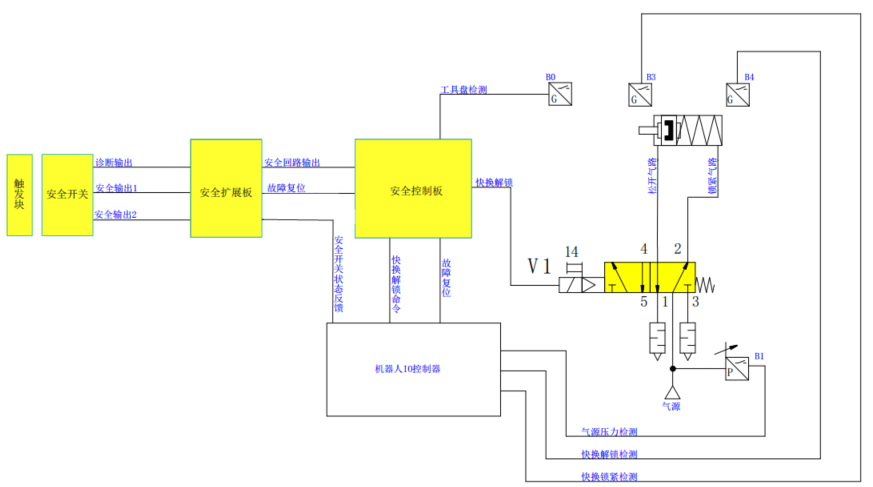 B0
B3
B4
工具盘检测
G
G
G
触发块
安全开关
诊断输出
安全输出1
安全输出2
安全扩展板
安全回路输出
故障复位
安全控制板
快换解锁
松开气路
锁紧气路
V1
14
4
2
5
1
3
安全开关状态反馈
快换解锁命令
故障复位
机器人IO控制器
B1
P
气源
气源压力检测
快换解锁检测
快换锁紧检测